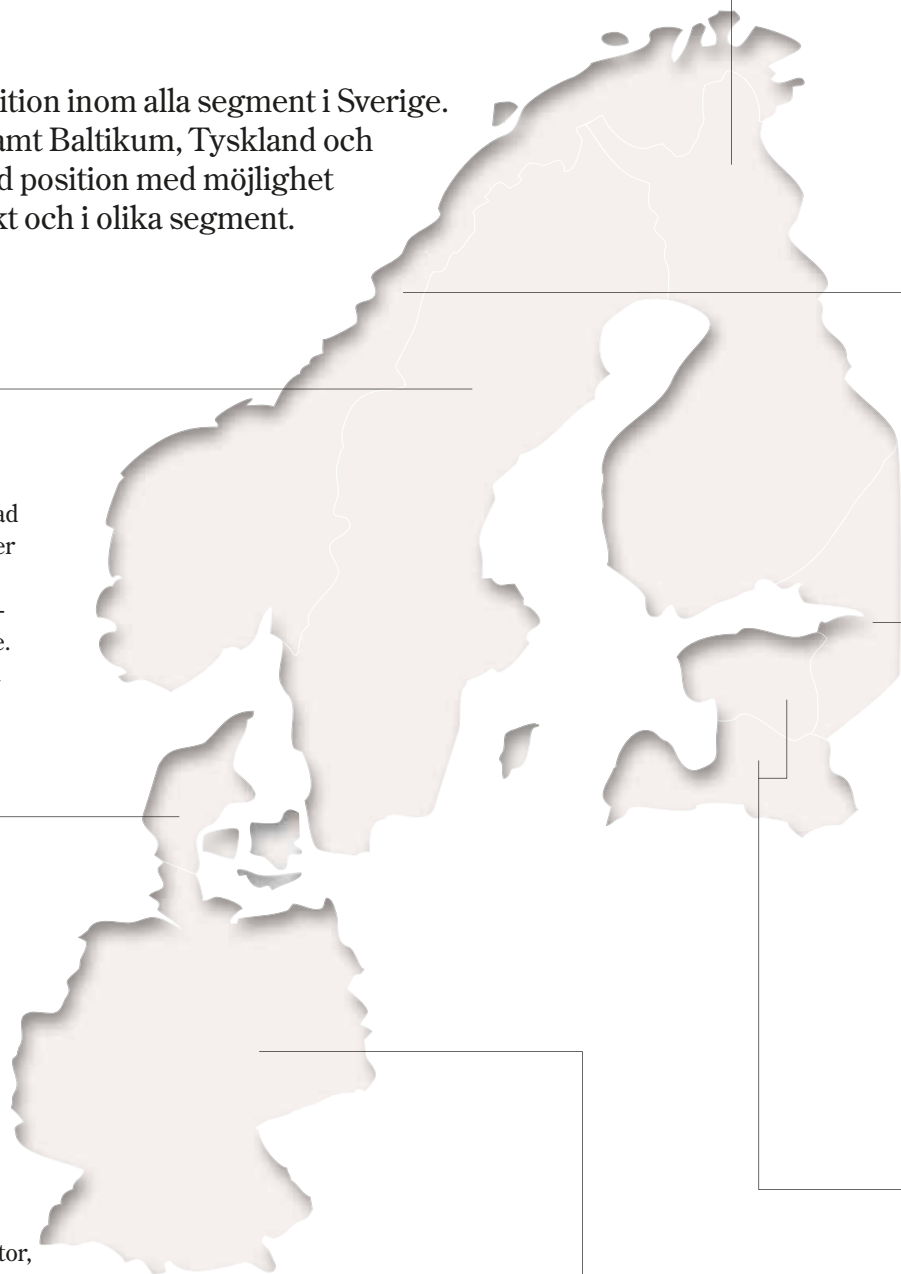 ition inom alla segment i Sverige.
amt Baltikum, Tyskland och
d position med möjlighet
kt och i olika segment.
ad
er
-
e.
tor,